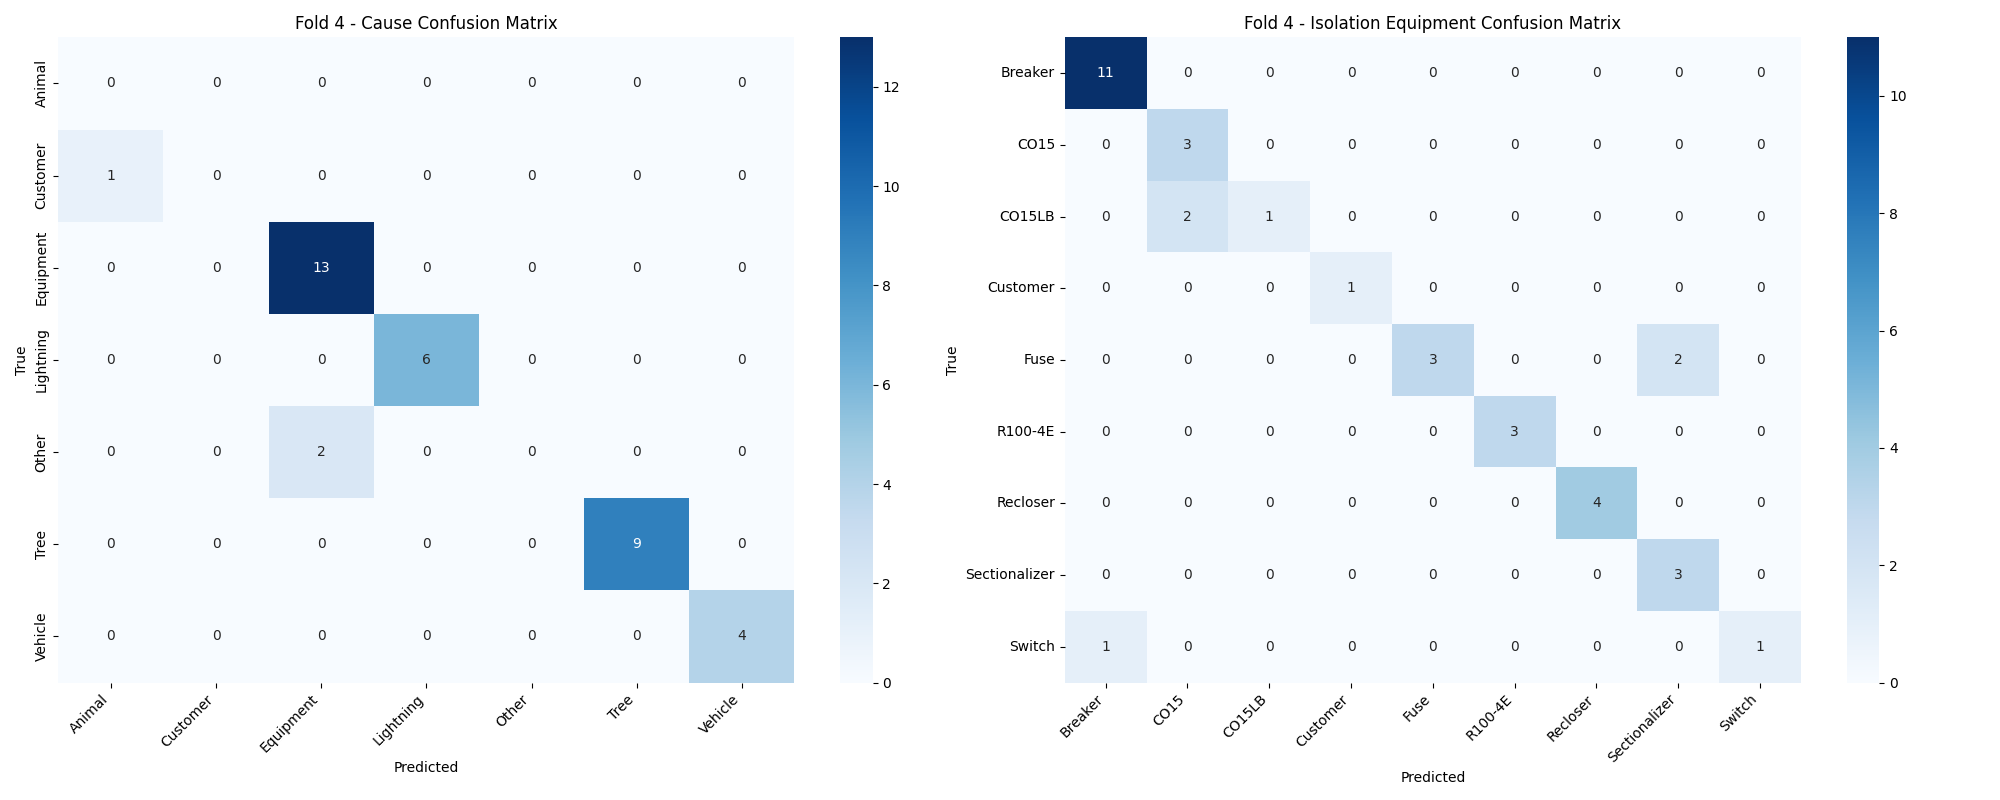 Fold 4 - Cause Confusion Matrix
True
Animal 0 0 0 0 0 0 0
Customer 1 0 0 0 0 0 0
Equipment 0 0 13 0 0 0 0
Lightning 0 0 0 6 0 0 0
Other 0 0 2 0 0 0 0
Tree 0 0 0 0 0 9 0
Vehicle 0 0 0 0 0 0 4
Animal Customer Equipment Lightning Other Tree Vehicle
Predicted
12
10
8
6
4
2
0
Fold 4 - Isolation Equipment Confusion Matrix
True
Breaker 11 0 0 0 0 0 0 0 0
CO15 0 3 0 0 0 0 0 0 0
CO15LB 0 2 1 0 0 0 0 0 0
Customer 0 0 0 1 0 0 0 0 0
Fuse 0 0 0 0 3 0 0 2 0
R100-4E 0 0 0 0 0 3 0 0 0
Recloser 0 0 0 0 0 0 4 0 0
Sectionalizer 0 0 0 0 0 0 0 3 0
Switch 1 0 0 0 0 0 0 0 1
Breaker CO15 CO15LB Customer Fuse R100-4E Recloser Sectionalizer Switch
Predicted
10
8
6
4
2
0